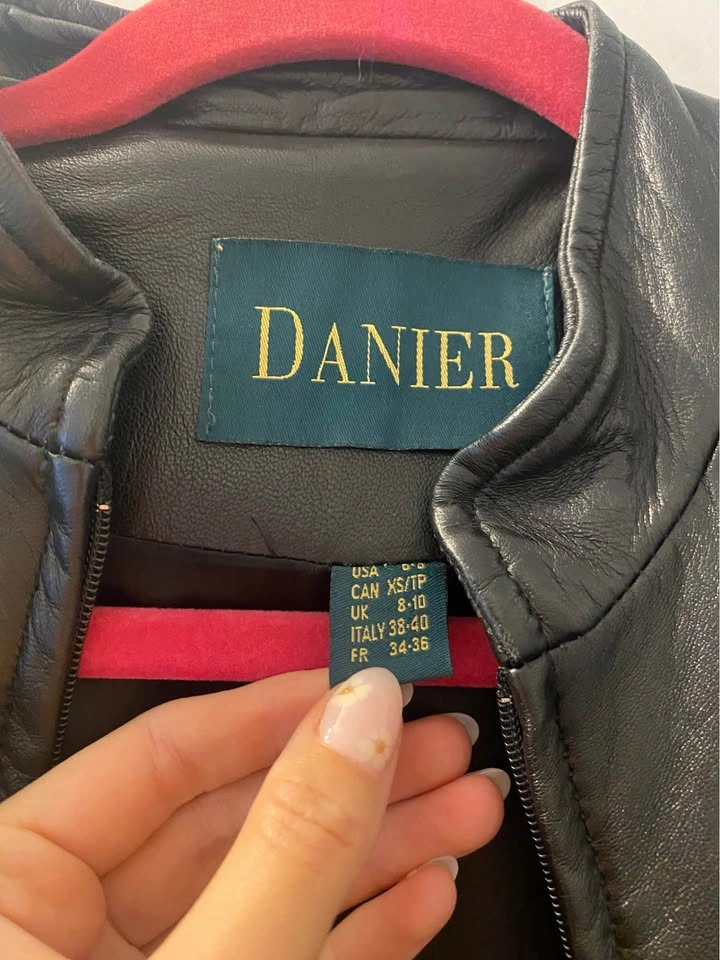 DANIER
USA
CAN XS/TP
UK 8-10
ITALY 38-40
FR 34-36